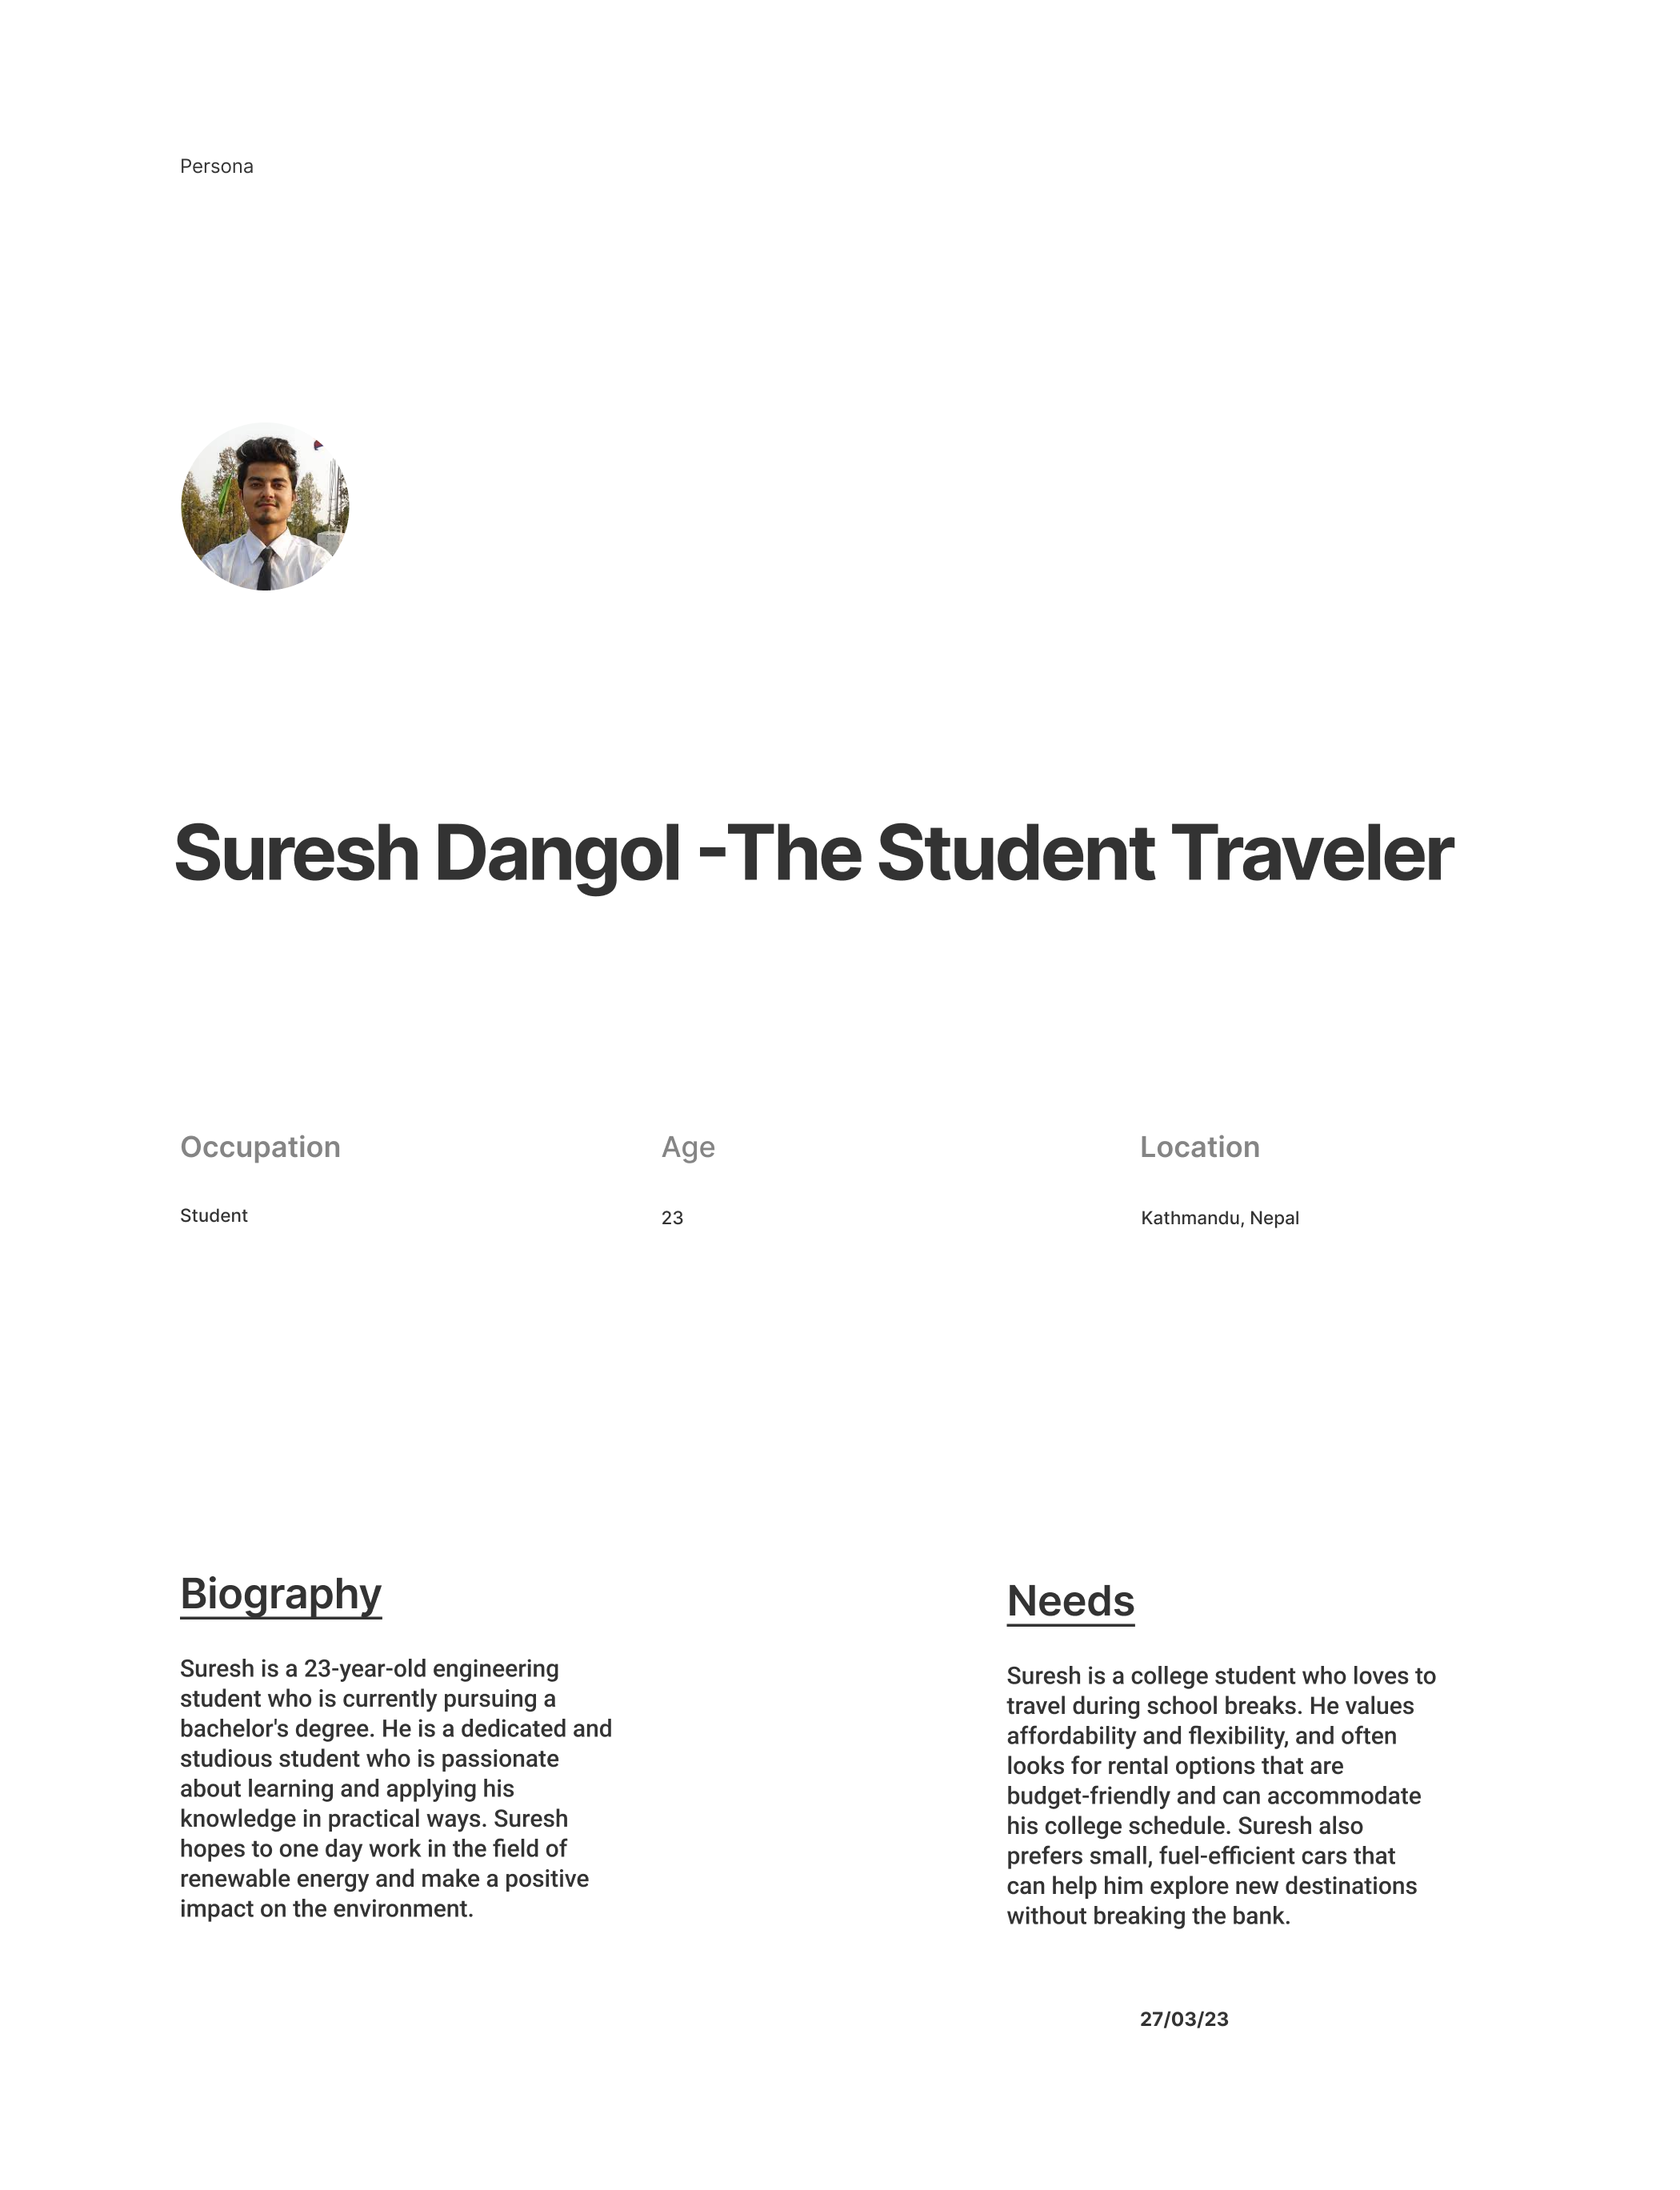 Persona
Suresh Dangol -The Student Traveler
Occupation
Age
Location
Student
23
Kathmandu, Nepal
Biography
Suresh is a 23-year-old engineering
student who is currently pursuing a
bachelor's degree. He is a dedicated and
studious student who is passionate
about learning and applying his
knowledge in practical ways. Suresh
hopes to one day work in the field of
renewable energy and make a positive
impact on the environment.
Needs
Suresh is a college student who loves to
travel during school breaks. He values
affordability and flexibility, and often
looks for rental options that are
budget-friendly and can accommodate
his college schedule. Suresh also
prefers small, fuel-efficient cars that
can help him explore new destinations
without breaking the bank.
27/03/23